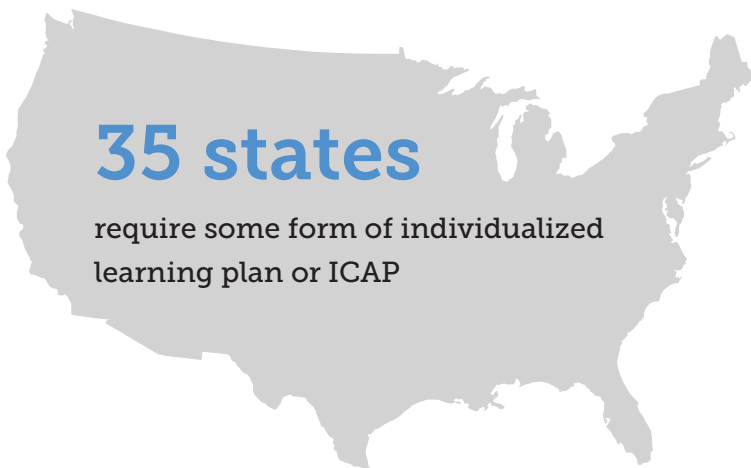 35 states
require some form of individualized
learning plan or ICAP